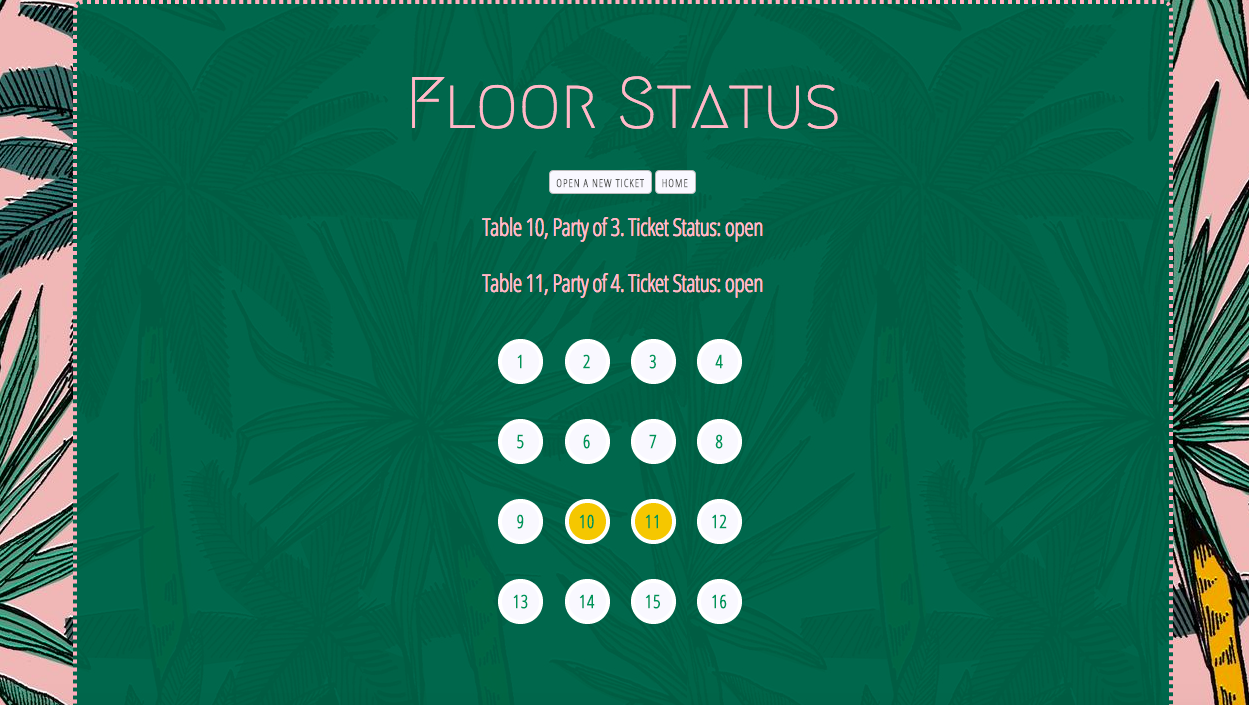 Floor Status
OPEN A NEW TICKET HOME
Table 10, Party of 3. Ticket Status: open
Table 11, Party of 4. Ticket Status: open
1 2 3 4
5 6 7 8
9 10 11 12
13 14 15 16